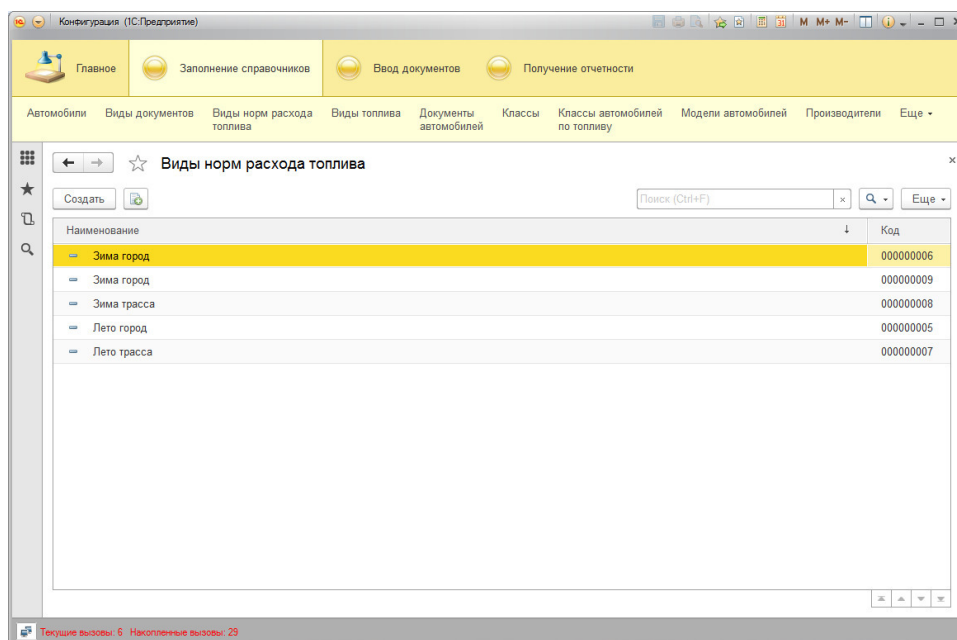 Конфигурация (1С:Предприятие)
M M+ M-
Главное
Заполнение справочников
Ввод документов
Получение отчетности
Автомобили
Виды документов
Виды норм расхода
топлива
Виды топлива
Документы
автомобилей
Классы
Классы автомобилей
по топливу
Модели автомобилей
Производители
Еще
Виды норм расхода топлива
Создать
Поиск (Ctrl+F)
Еще
Наименование
Код
Зима город 000000006
Зима город 000000009
Зима трасса 000000008
Лето город 000000005
Лето трасса 000000007
Текущие вызовы: 6 Накопленные вызовы: 29